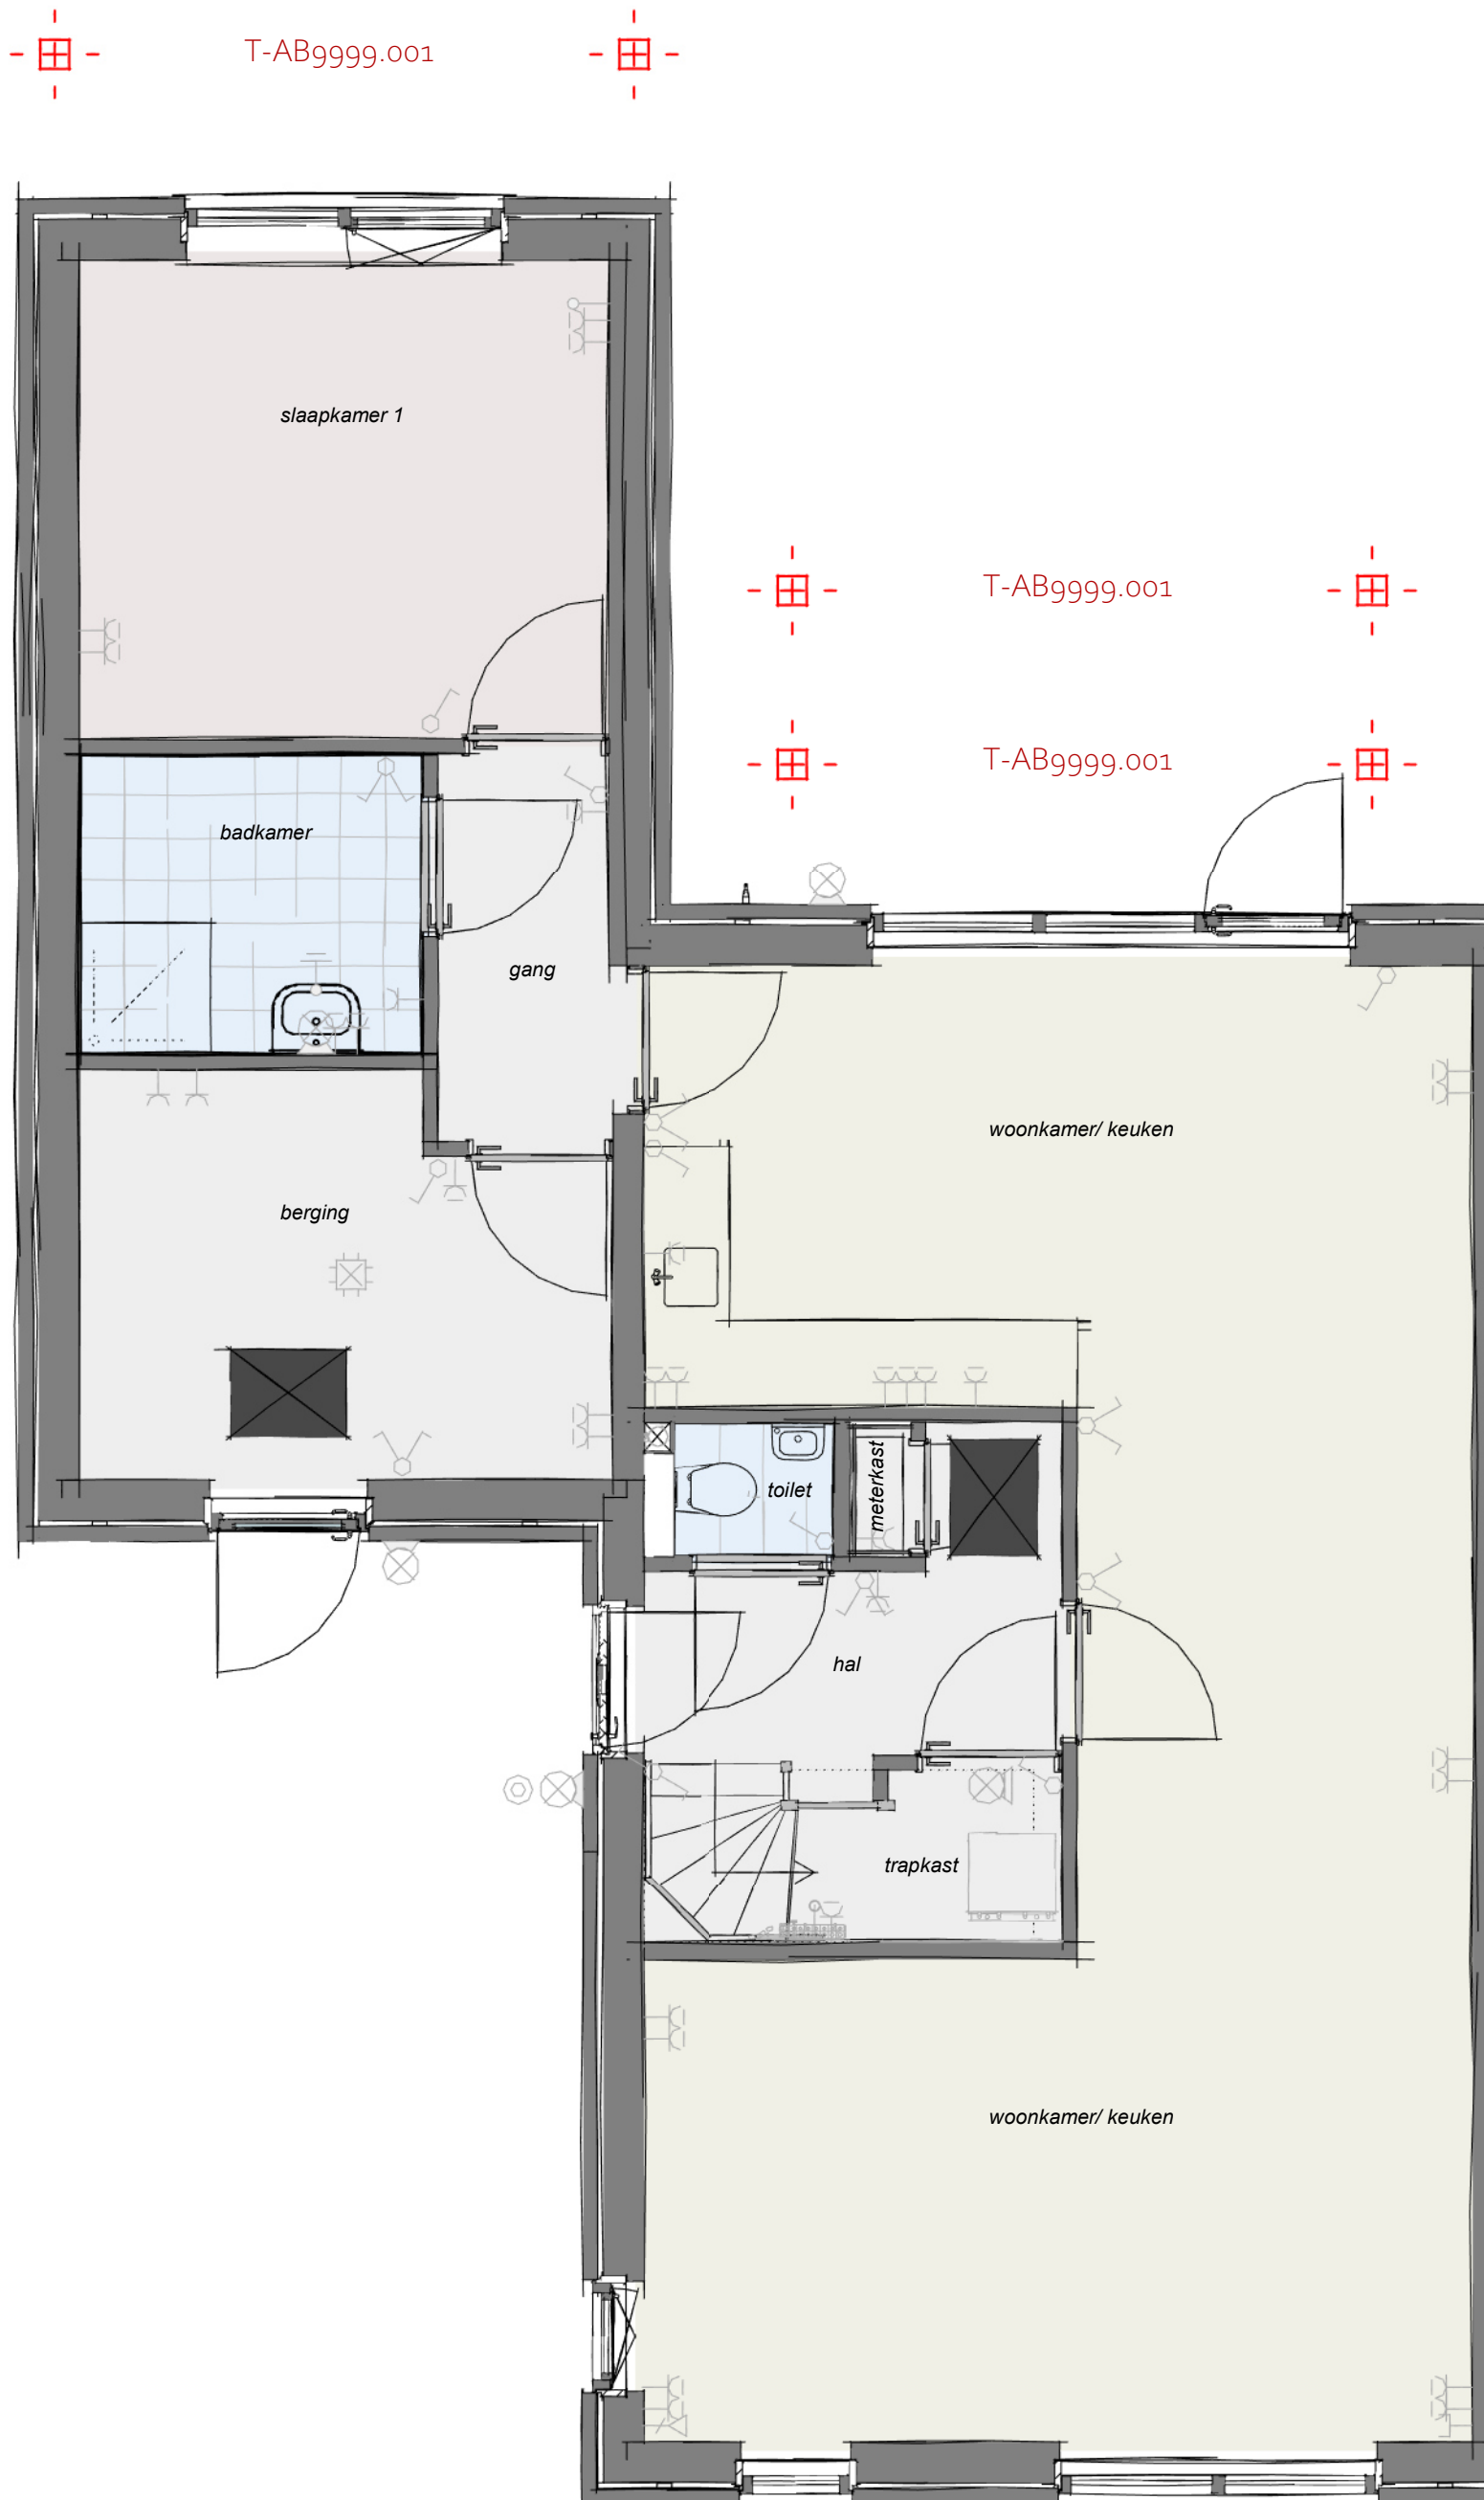 T-AB9999.001
slaapkamer 1
T-AB9999.001
T-AB9999.001
badkamer
gang
woonkamer/ keuken
berging
toilet
meterkast
hal
trapkast
woonkamer/ keuken